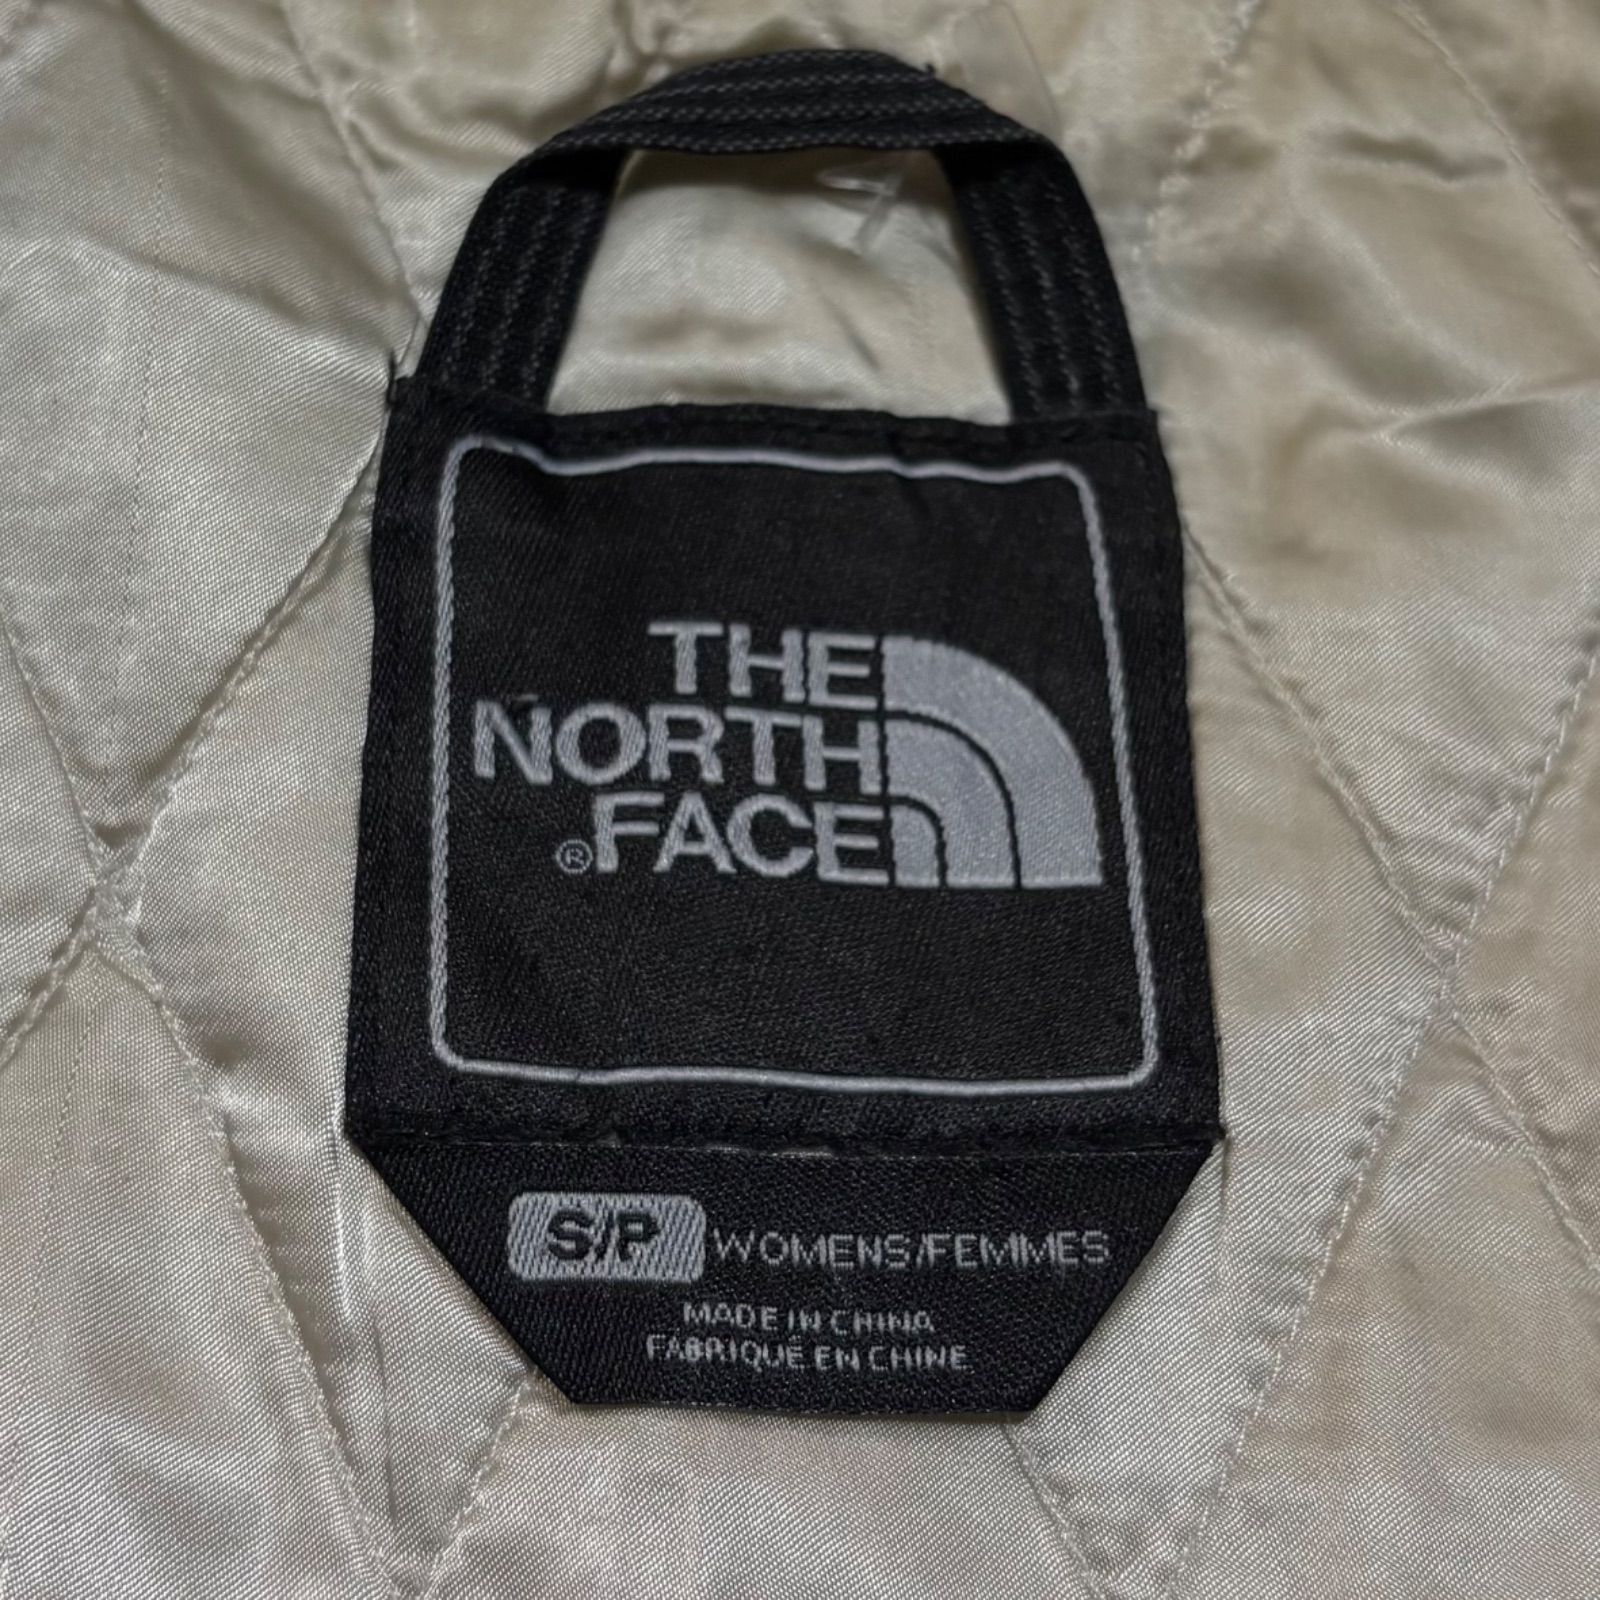 THE
NORTH
®FACE
S/P WOMENS/FEMMES
MADE IN CHINA
FABRIQUÉ EN CHINE